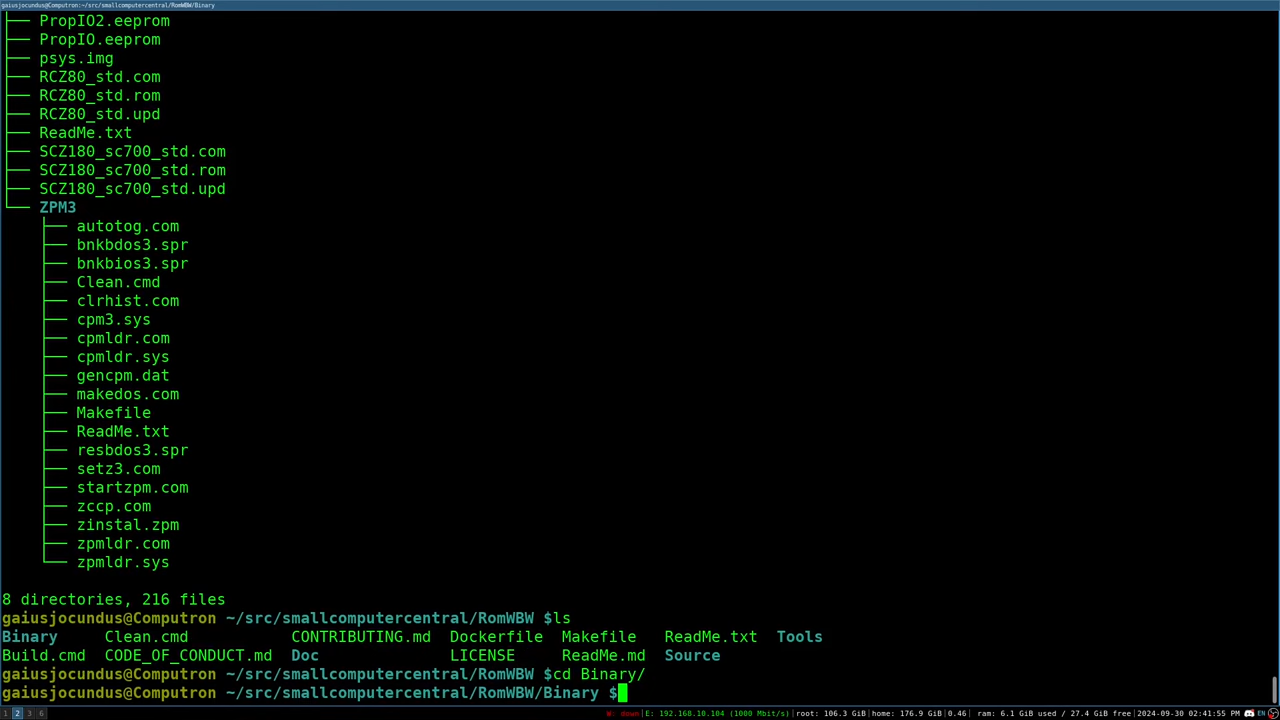 gaiusjocundus@Computron:~/src/smallcomputercentral/RomWBW/Binary
├── PropIO2.eeprom
├── PropIO.eeprom
├── psys.img
├── RCZ80_std.com
├── RCZ80_std.rom
├── RCZ80_std.upd
├── ReadMe.txt
├── SCZ180_sc700_std.com
├── SCZ180_sc700_std.rom
├── SCZ180_sc700_std.upd
└── ZPM3
    ├── autotog.com
    ├── bnkbdos3.spr
    ├── bnkbios3.spr
    ├── Clean.cmd
    ├── clrhist.com
    ├── cpm3.sys
    ├── cpmldr.com
    ├── cpmldr.sys
    ├── gencpm.dat
    ├── makedos.com
    ├── Makefile
    ├── ReadMe.txt
    ├── resbdos3.spr
    ├── setz3.com
    ├── startzpm.com
    ├── zccp.com
    ├── zinstal.zpm
    ├── zpmldr.com
    └── zpmldr.sys
8 directories, 216 files
gaiusjocundus@Computron ~/src/smallcomputercentral/RomWBW $ls
Binary     Clean.cmd           CONTRIBUTING.md  Dockerfile  Makefile   ReadMe.txt  Tools
Build.cmd  CODE_OF_CONDUCT.md  Doc              LICENSE     ReadMe.md  Source
gaiusjocundus@Computron ~/src/smallcomputercentral/RomWBW $cd Binary/
gaiusjocundus@Computron ~/src/smallcomputercentral/RomWBW/Binary $
1 2 3 6 W: down|E: 192.168.10.104 (1000 Mbit/s)|root: 106.3 GiB|home: 176.9 GiB|0.46| ram: 6.1 GiB used / 27.4 GiB free|2024-09-30 02:41:55 PM EN